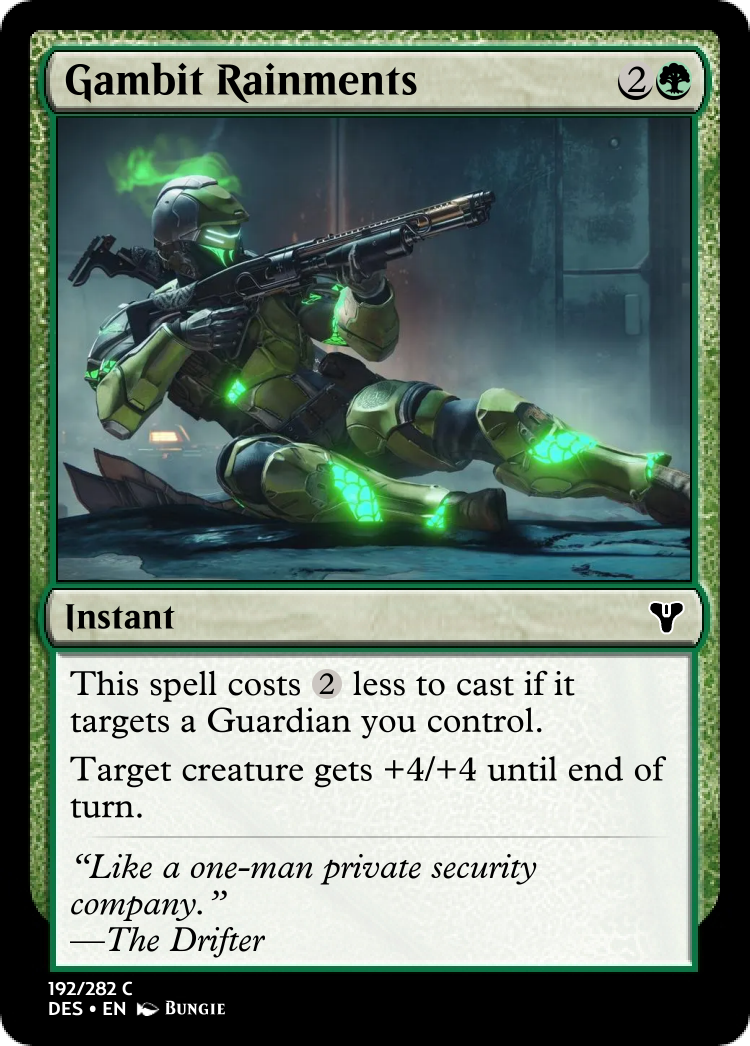 Gambit Rainments 2
Instant
This spell costs 2 less to cast if it
targets a Guardian you control.
Target creature gets +4/+4 until end of
turn.
“Like a one-man private security
company.”
—The Drifter
192/282 C
DES • EN Bungie